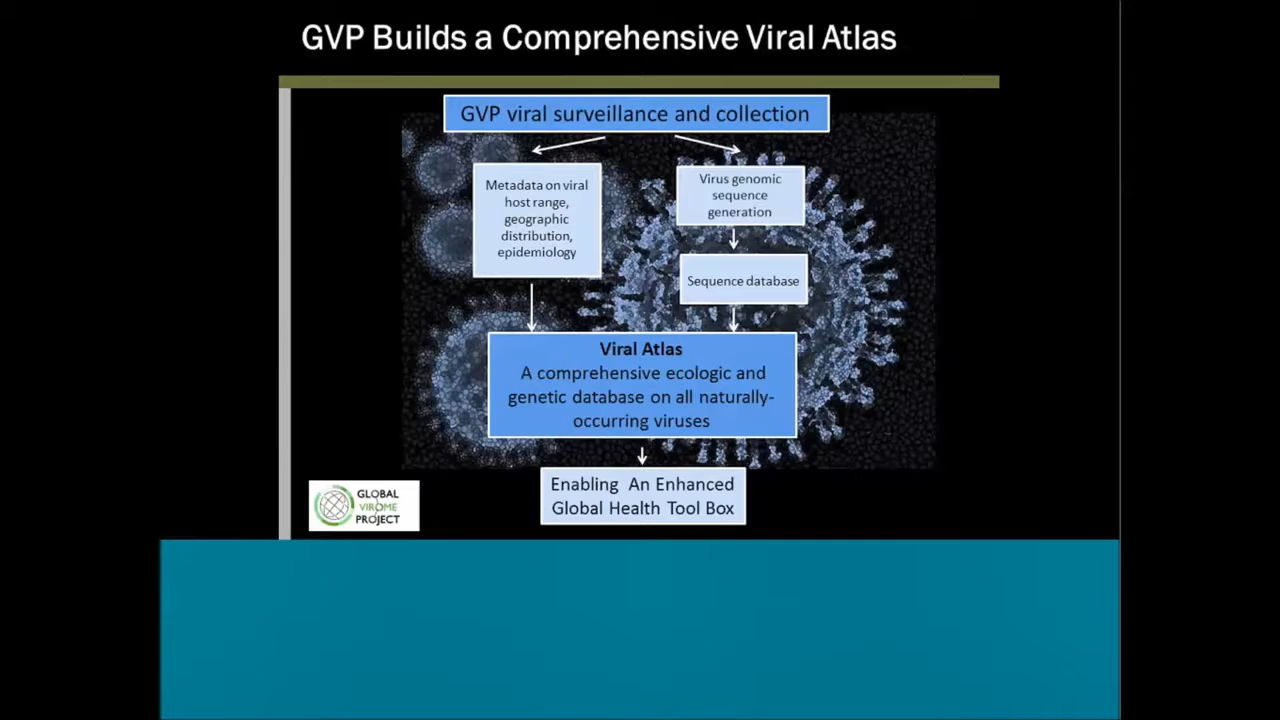 GVP Builds a Comprehensive Viral Atlas
GVP viral surveillance and collection
Metadata on viral
host range,
geographic
distribution,
epidemiology
Virus genomic
sequence
generation
Sequence database
Viral Atlas
A comprehensive ecologic and
genetic database on all naturally-
occurring viruses
Enabling An Enhanced
Global Health Tool Box
GLOBAL
VIROME
PROJECT